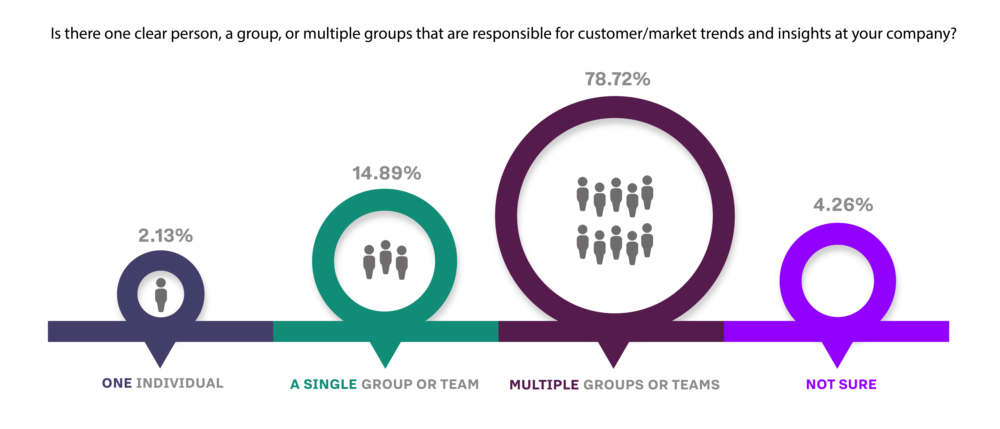 Is there one clear person, a group, or multiple groups that are responsible for customer/market trends and insights at your company?
78.72%
14.89%
4.26%
2.13%
ONE INDIVIDUAL
A SINGLE GROUP OR TEAM
MULTIPLE GROUPS OR TEAMS
NOT SURE